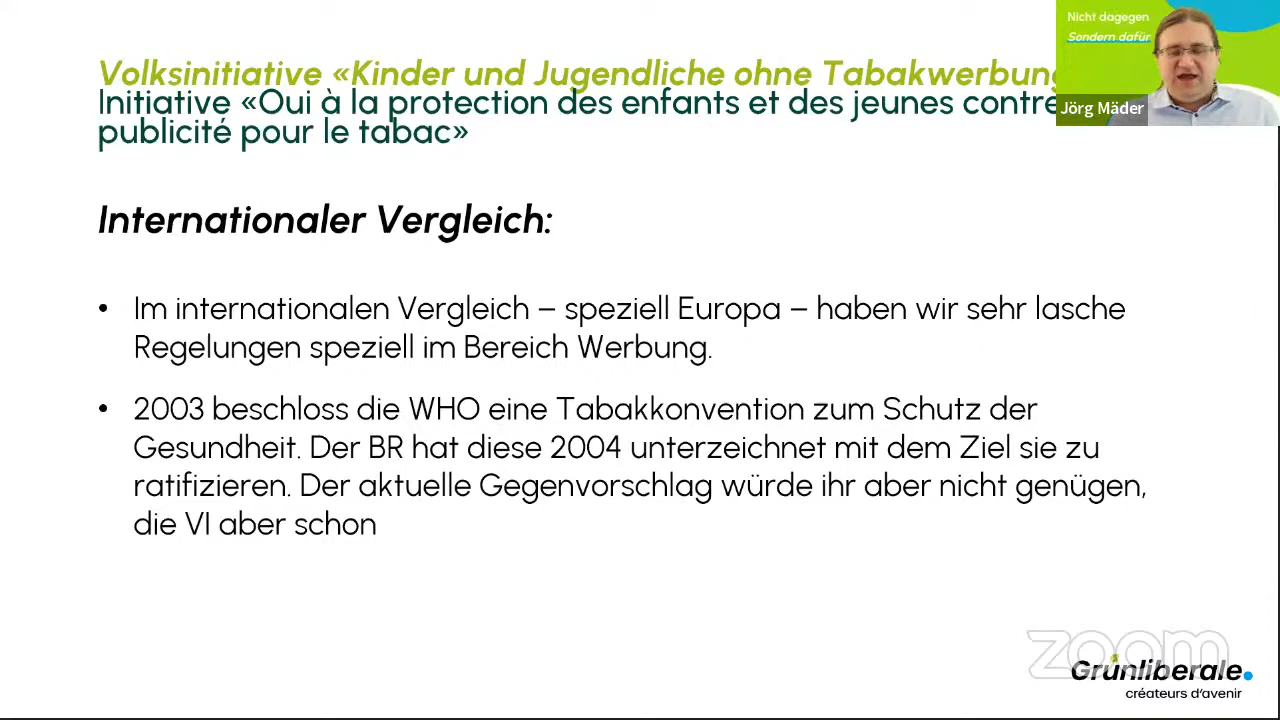 Nicht dagegen
Sondern dafür
Jörg Mäder
Volksinitiative «Kinder und Jugendliche ohne Tabakwerbung
Initiative «Oui à la protection des enfants et des jeunes contre
publicité pour le tabac»
Internationaler Vergleich:
• Im internationalen Vergleich – speziell Europa – haben wir sehr lasche
Regelungen speziell im Bereich Werbung.
• 2003 beschloss die WHO eine Tabakkonvention zum Schutz der
Gesundheit. Der BR hat diese 2004 unterzeichnet mit dem Ziel sie zu
ratifizieren. Der aktuelle Gegenvorschlag würde ihr aber nicht genügen,
die VI aber schon
zoom
Grünliberale.
créateurs d'avenir